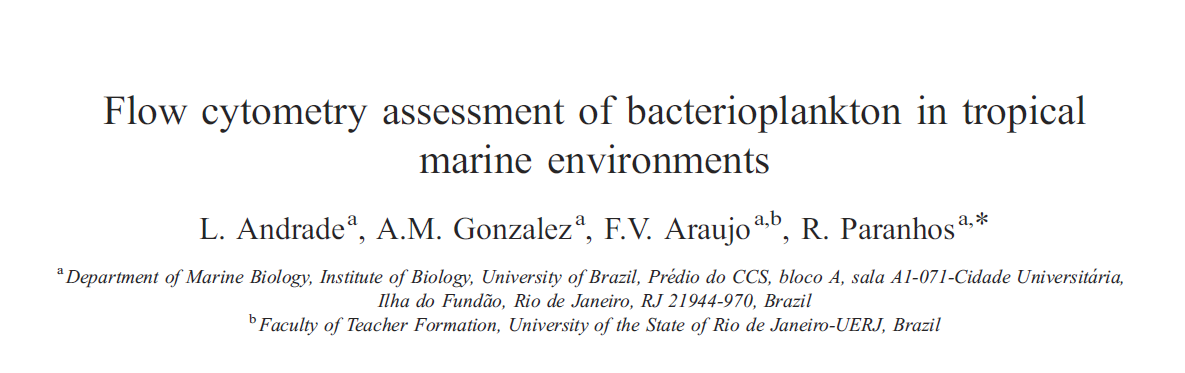 Flow cytometry assessment of bacterioplankton in tropical
marine environments
L. Andrade a, A.M. Gonzalez a, F.V. Araujo a,b, R. Paranhos a,*
a Department of Marine Biology, Institute of Biology, University of Brazil, Prédio do CCS, bloco A, sala A1-071-Cidade Universitária,
Ilha do Fundão, Rio de Janeiro, RJ 21944-970, Brazil
b Faculty of Teacher Formation, University of the State of Rio de Janeiro-UERJ, Brazil